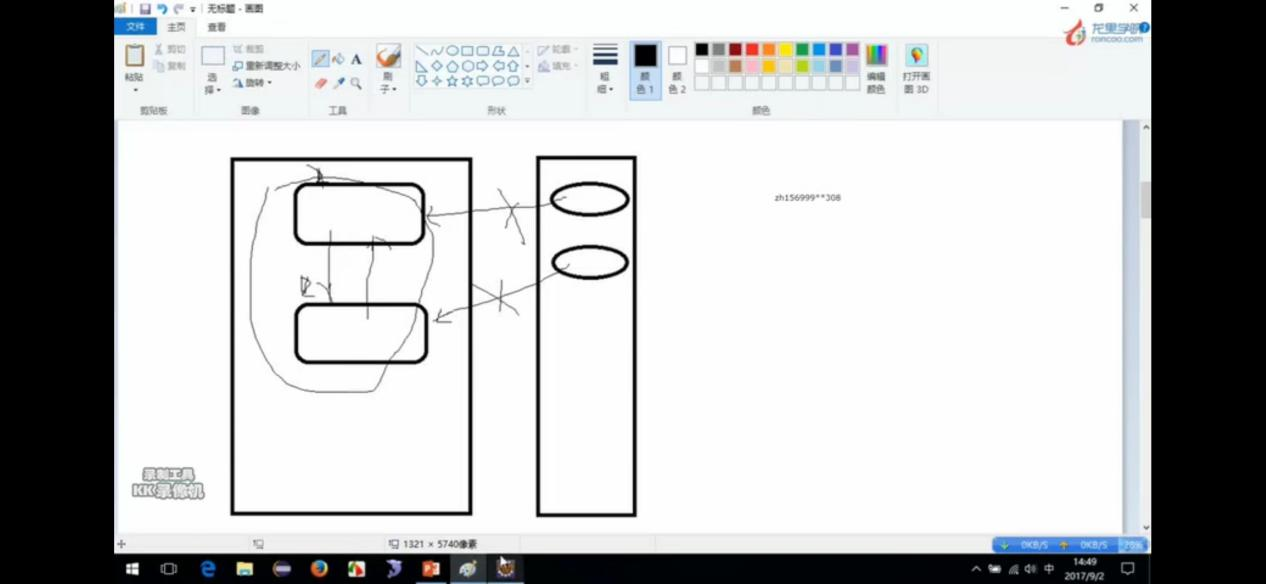 无标题 - 画图
文件 主页 查看
龙果学院
roncoo.com
粘贴
剪切
复制
剪贴板
选择
裁剪
重新调整大小
旋转
图像
A
工具
刷子
轮廓
填充
形状
粗细
颜色 1
颜色 2
颜色
编辑颜色
打开画图 3D
zh156999**308
录制工具
KK录像机
1321 × 5740像素
0KB/S 0KB/S 20%
中
14:49
2017/9/2